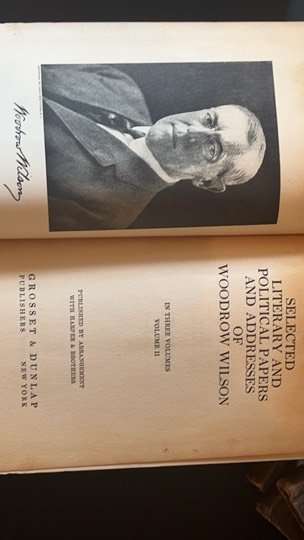 Woodrow Wilson
SELECTED
LITERARY AND
POLITICAL PAPERS
AND ADDRESSES
OF
WOODROW WILSON
IN THREE VOLUMES
VOLUME II
PUBLISHED BY ARRANGEMENT
WITH HARPER & BROTHERS
GROSSET & DUNLAP
PUBLISHERS NEW YORK